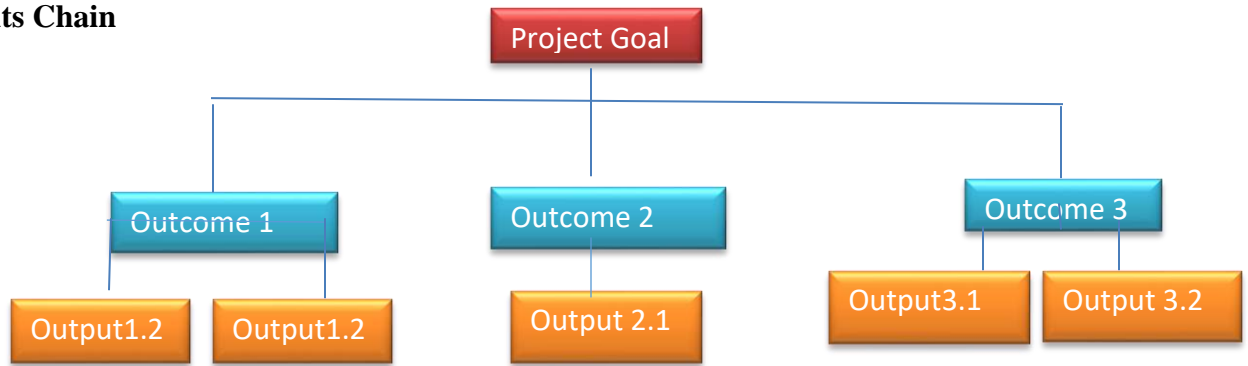 ts Chain
Project Goal
Outcome 1
Outcome 2
Outcome 3
Output1.2
Output1.2
Output 2.1
Output3.1
Output 3.2